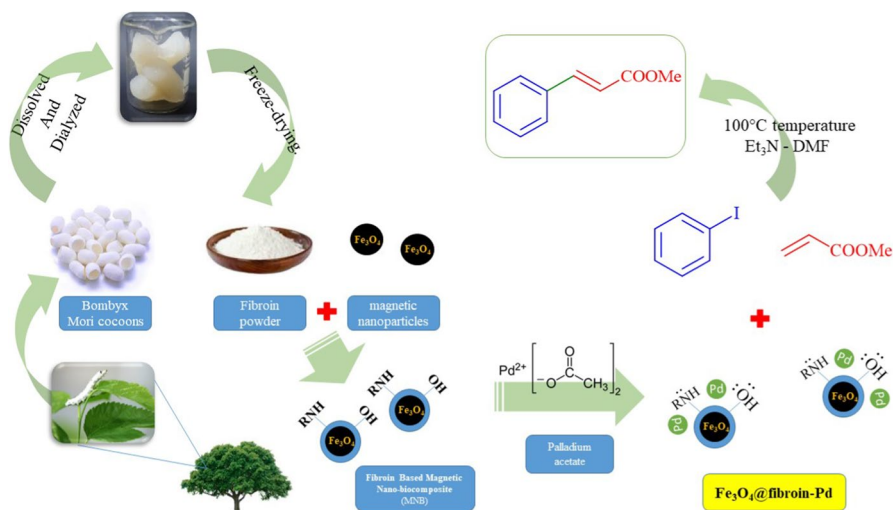 Dissolved
And
Dialyzed
Freeze-drying.
COOMe
100°C temperature
Et₃N - DMF
I
COOMe
Fe₃O₄
Fe₃O₄
Bombyx
Mori cocoons
Fibroin
powder
magnetic
nanoparticles
RNH
OH
RNH
OH
Fe₃O₄
Fe₃O₄
Fibroin Based Magnetic
Nano-biocomposite
(MNB)
Pd²⁺
O
⁻O
CH₃
2
Palladium
acetate
RNH
Pd
:OH
Pd
Fe₃O₄
RNH
Pd
:OH
Fe₃O₄
Pd
Fe₃O₄@fibroin-Pd